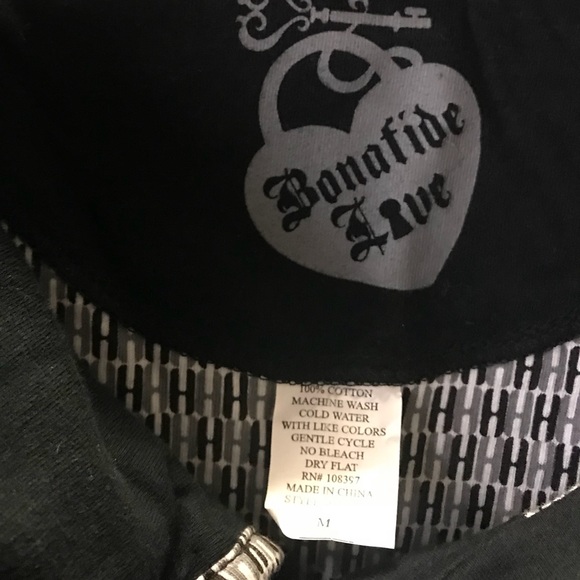 Bonafide
Love
100% COTTON
MACHINE WASH
COLD WATER
WITH LIKE COLORS
GENTLE CYCLE
NO BLEACH
DRY FLAT
RN# 108397
MADE IN CHINA
M